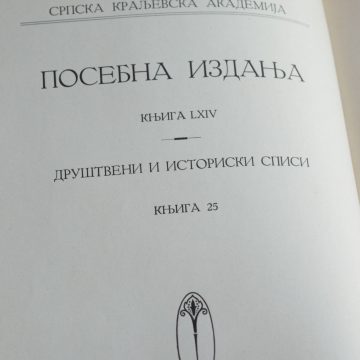 СРПСКА КРАЉЕВСКА АКАДЕМИЈА
ПОСЕБНА ИЗДАЊА
КЊИГА LXIV
ДРУШТВЕНИ И ИСТОРИСКИ СПИСИ
КЊИГА 25